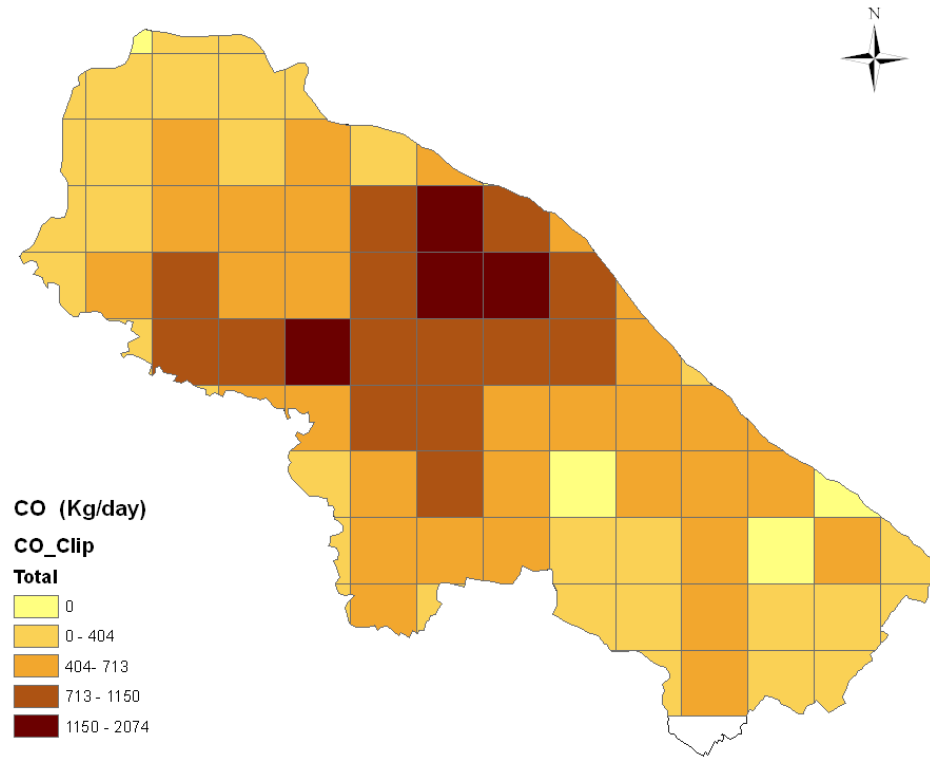 N
CO (Kg/day)
CO_Clip
Total
0
0 - 404
404- 713
713 - 1150
1150 - 2074